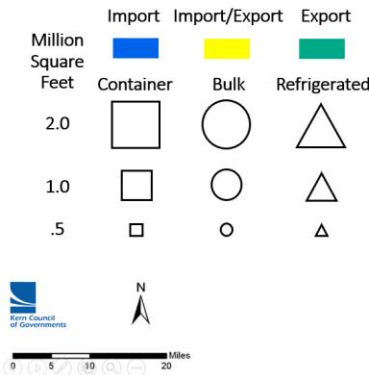 Import Import/Export Export
Million
Square
Feet Container Bulk Refrigerated
2.0
1.0
.5
Kern Council
of Governments
N
Miles
0 5 10 20